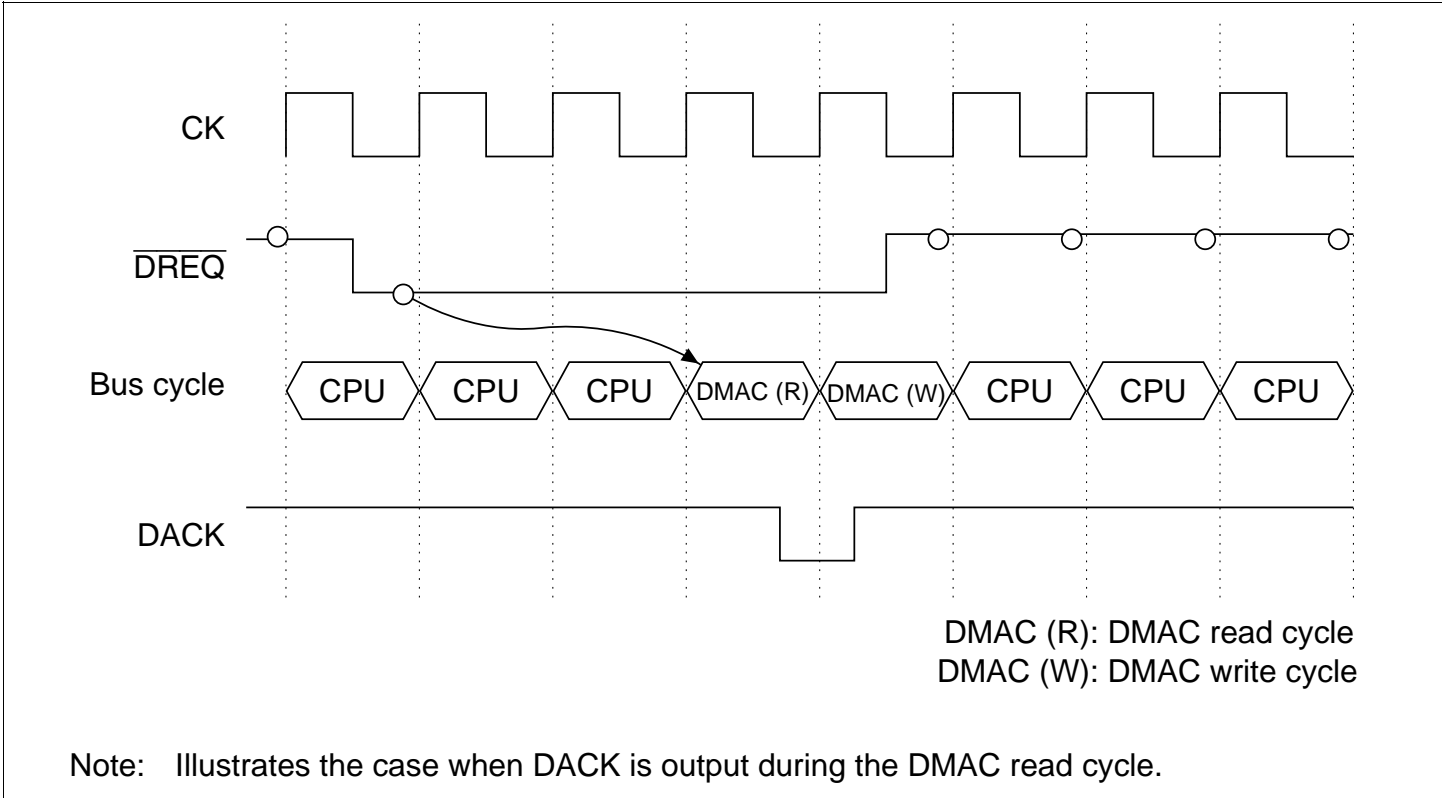 CK
DREQ
Bus cycle CPU CPU CPU DMAC (R) DMAC (W) CPU CPU CPU
DACK
DMAC (R): DMAC read cycle
DMAC (W): DMAC write cycle
Note: Illustrates the case when DACK is output during the DMAC read cycle.